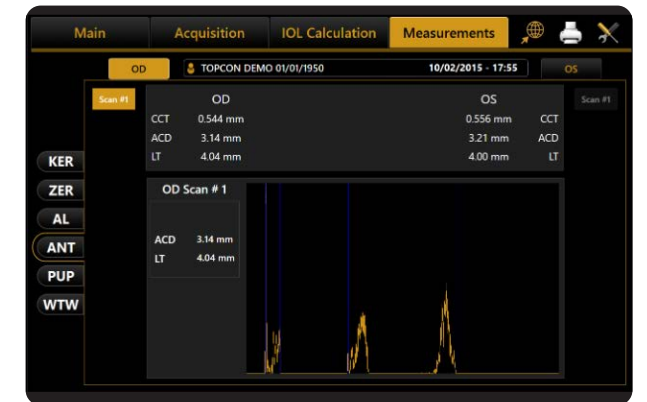 Main Acquisition IOL Calculation Measurements
OD TOPCON DEMO 01/01/1950 10/02/2015 - 17:55 OS
Scan #1 OD OS Scan #1
CCT 0.544 mm 0.556 mm CCT
ACD 3.14 mm 3.21 mm ACD
LT 4.04 mm 4.00 mm LT
KER
ZER
AL
ANT
PUP
WTW
OD Scan # 1
ACD 3.14 mm
LT 4.04 mm